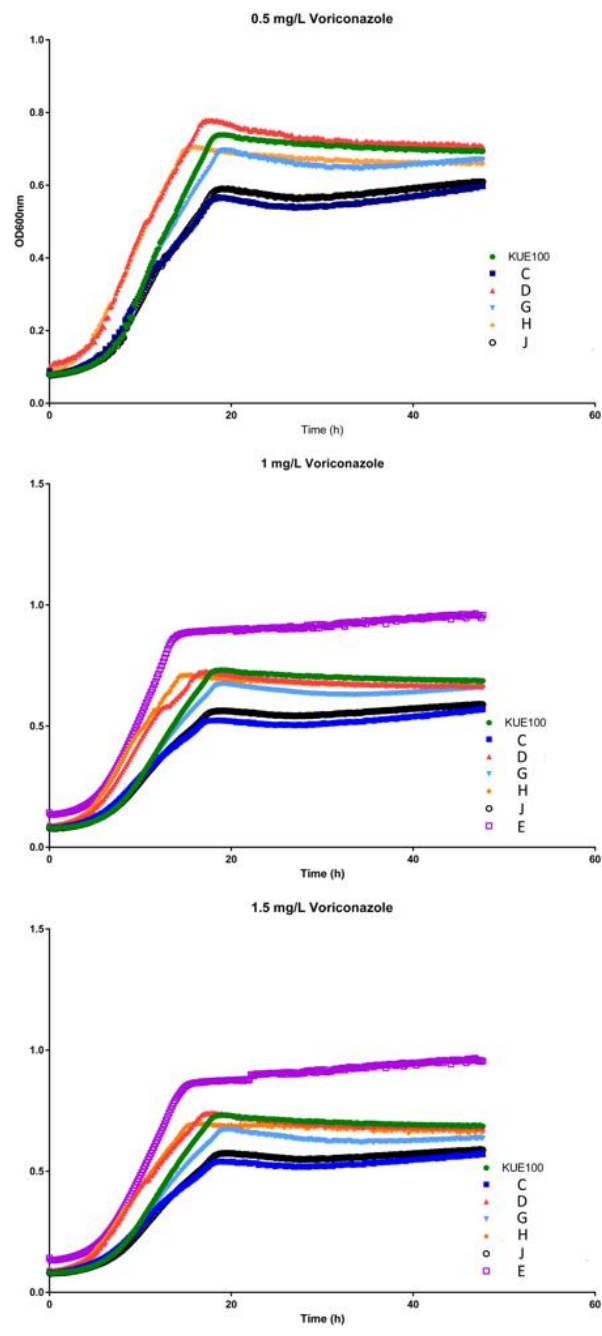 0.5 mg/L Voriconazole
1.0
0.8
0.6
0.4
0.2
0.0
OD600nm
KUE100
C
D
G
H
J
0
20
40
60
Time (h)
1 mg/L Voriconazole
1.5
1.0
0.5
0.0
KUE100
C
D
G
H
J
E
0
20
40
60
Time (h)
1.5 mg/L Voriconazole
1.5
1.0
0.5
0.0
KUE100
C
D
G
H
J
E
0
20
40
60
Time (h)